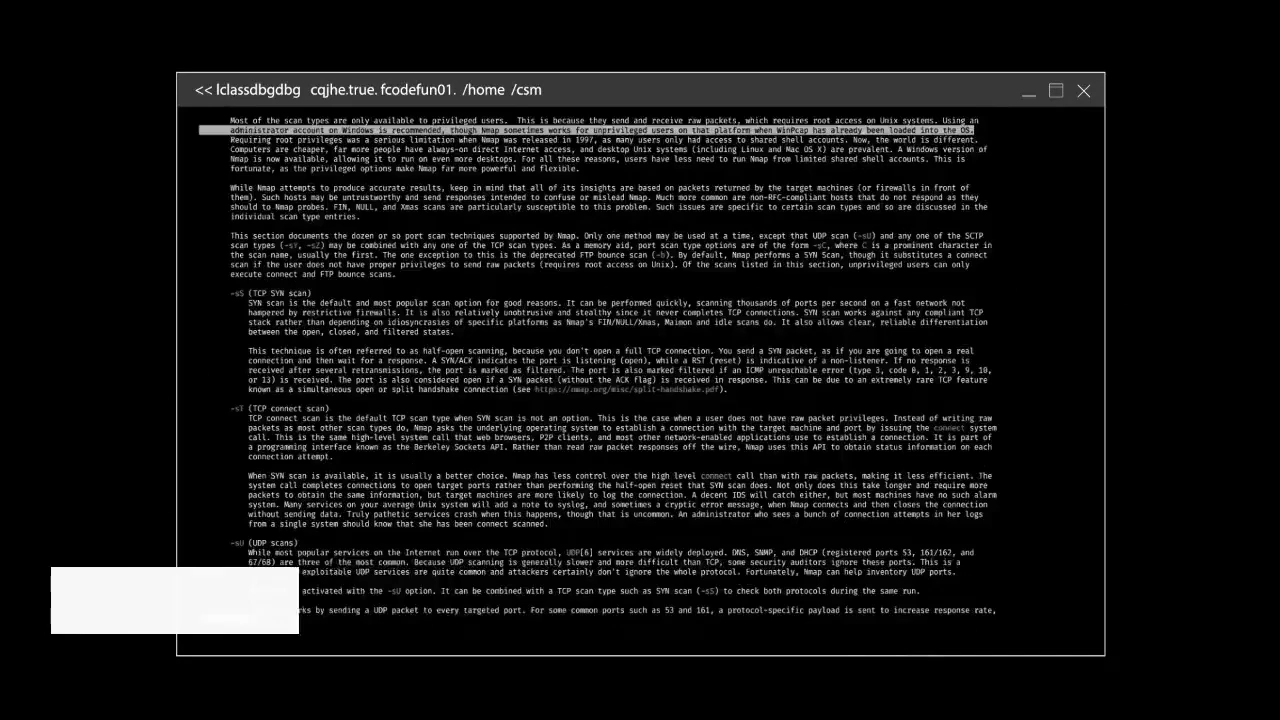 << lclassdbgdbg cqjhe.true. fcodefun01. /home /csm
Most of the scan types are only available to privileged users. This is because they send and receive raw packets, which requires root access on Unix systems. Using an
administrator account on Windows is recommended, though Nmap sometimes works for unprivileged users on that platform when WinPcap has already been loaded into the OS.
Requiring root privileges was a serious limitation when Nmap was released in 1997, as many users only had access to shared shell accounts. Now, the world is different.
Computers are cheaper, far more people have always-on direct Internet access, and desktop Unix systems (including Linux and Mac OS X) are prevalent. A Windows version of
Nmap is now available, allowing it to run on even more desktops. For all these reasons, users have less need to run Nmap from limited shared shell accounts. This is
fortunate, as the privileged options make Nmap far more powerful and flexible.
While Nmap attempts to produce accurate results, keep in mind that all of its insights are based on packets returned by the target machines (or firewalls in front of
them). Such hosts may be untrustworthy and send responses intended to confuse or mislead Nmap. Much more common are non-RFC-compliant hosts that do not respond as they
should to Nmap probes. FIN, NULL, and Xmas scans are particularly susceptible to this problem. Such issues are specific to certain scan types and so are discussed in the
individual scan type entries.
This section documents the dozen or so port scan techniques supported by Nmap. Only one method may be used at a time, except that UDP scan (-sU) and any one of the SCTP
scan types (-sY, -sZ) may be combined with any one of the TCP scan types. As a memory aid, port scan type options are of the form -sC, where C is a prominent character in
the scan name, usually the first. The one exception to this is the deprecated FTP bounce scan (-b). By default, Nmap performs a SYN Scan, though it substitutes a connect
scan if the user does not have proper privileges to send raw packets (requires root access on Unix). Of the scans listed in this section, unprivileged users can only
execute connect and FTP bounce scans.
-sS (TCP SYN scan)
SYN scan is the default and most popular scan option for good reasons. It can be performed quickly, scanning thousands of ports per second on a fast network not
hampered by restrictive firewalls. It is also relatively unobtrusive and stealthy since it never completes TCP connections. SYN scan works against any compliant TCP
stack rather than depending on idiosyncrasies of specific platforms as Nmap's FIN/NULL/Xmas, Maimon and idle scans do. It also allows clear, reliable differentiation
between the open, closed, and filtered states.
This technique is often referred to as half-open scanning, because you don't open a full TCP connection. You send a SYN packet, as if you are going to open a real
connection and then wait for a response. A SYN/ACK indicates the port is listening (open), while a RST (reset) is indicative of a non-listener. If no response is
received after several retransmissions, the port is marked as filtered. The port is also marked filtered if an ICMP unreachable error (type 3, code 0, 1, 2, 3, 9, 10,
or 13) is received. The port is also considered open if a SYN packet (without the ACK flag) is received in response. This can be due to an extremely rare TCP feature
known as a simultaneous open or split handshake connection (see https://nmap.org/misc/split-handshake.pdf).
-sT (TCP connect scan)
TCP connect scan is the default TCP scan type when SYN scan is not an option. This is the case when a user does not have raw packet privileges. Instead of writing raw
packets as most other scan types do, Nmap asks the underlying operating system to establish a connection with the target machine and port by issuing the connect system
call. This is the same high-level system call that web browsers, P2P clients, and most other network-enabled applications use to establish a connection. It is part of
a programming interface known as the Berkeley Sockets API. Rather than read raw packet responses off the wire, Nmap uses this API to obtain status information on each
connection attempt.
When SYN scan is available, it is usually a better choice. Nmap has less control over the high level connect call than with raw packets, making it less efficient. The
system call completes connections to open target ports rather than performing the half-open reset that SYN scan does. Not only does this take longer and require more
packets to obtain the same information, but target machines are more likely to log the connection. A decent IDS will catch either, but most machines have no such alarm
system. Many services on your average Unix system will add a note to syslog, and sometimes a cryptic error message, when Nmap connects and then closes the connection
without sending data. Truly pathetic services crash when this happens, though that is uncommon. An administrator who sees a bunch of connection attempts in her logs
from a single system should know that she has been connect scanned.
-sU (UDP scans)
While most popular services on the Internet run over the TCP protocol, UDP[6] services are widely deployed. DNS, SNMP, and DHCP (registered ports 53, 161/162, and
67/68) are three of the most common. Because UDP scanning is generally slower and more difficult than TCP, some security auditors ignore these ports. This is a
exploitable UDP services are quite common and attackers certainly don't ignore the whole protocol. Fortunately, Nmap can help inventory UDP ports.
activated with the -sU option. It can be combined with a TCP scan type such as SYN scan (-sS) to check both protocols during the same run.
by sending a UDP packet to every targeted port. For some common ports such as 53 and 161, a protocol-specific payload is sent to increase response rate,